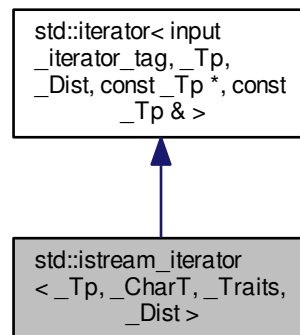 std::iterator< input
_iterator_tag, _Tp,
_Dist, const _Tp *, const
_Tp & >
std::istream_iterator
< _Tp, _CharT, _Traits,
_Dist >